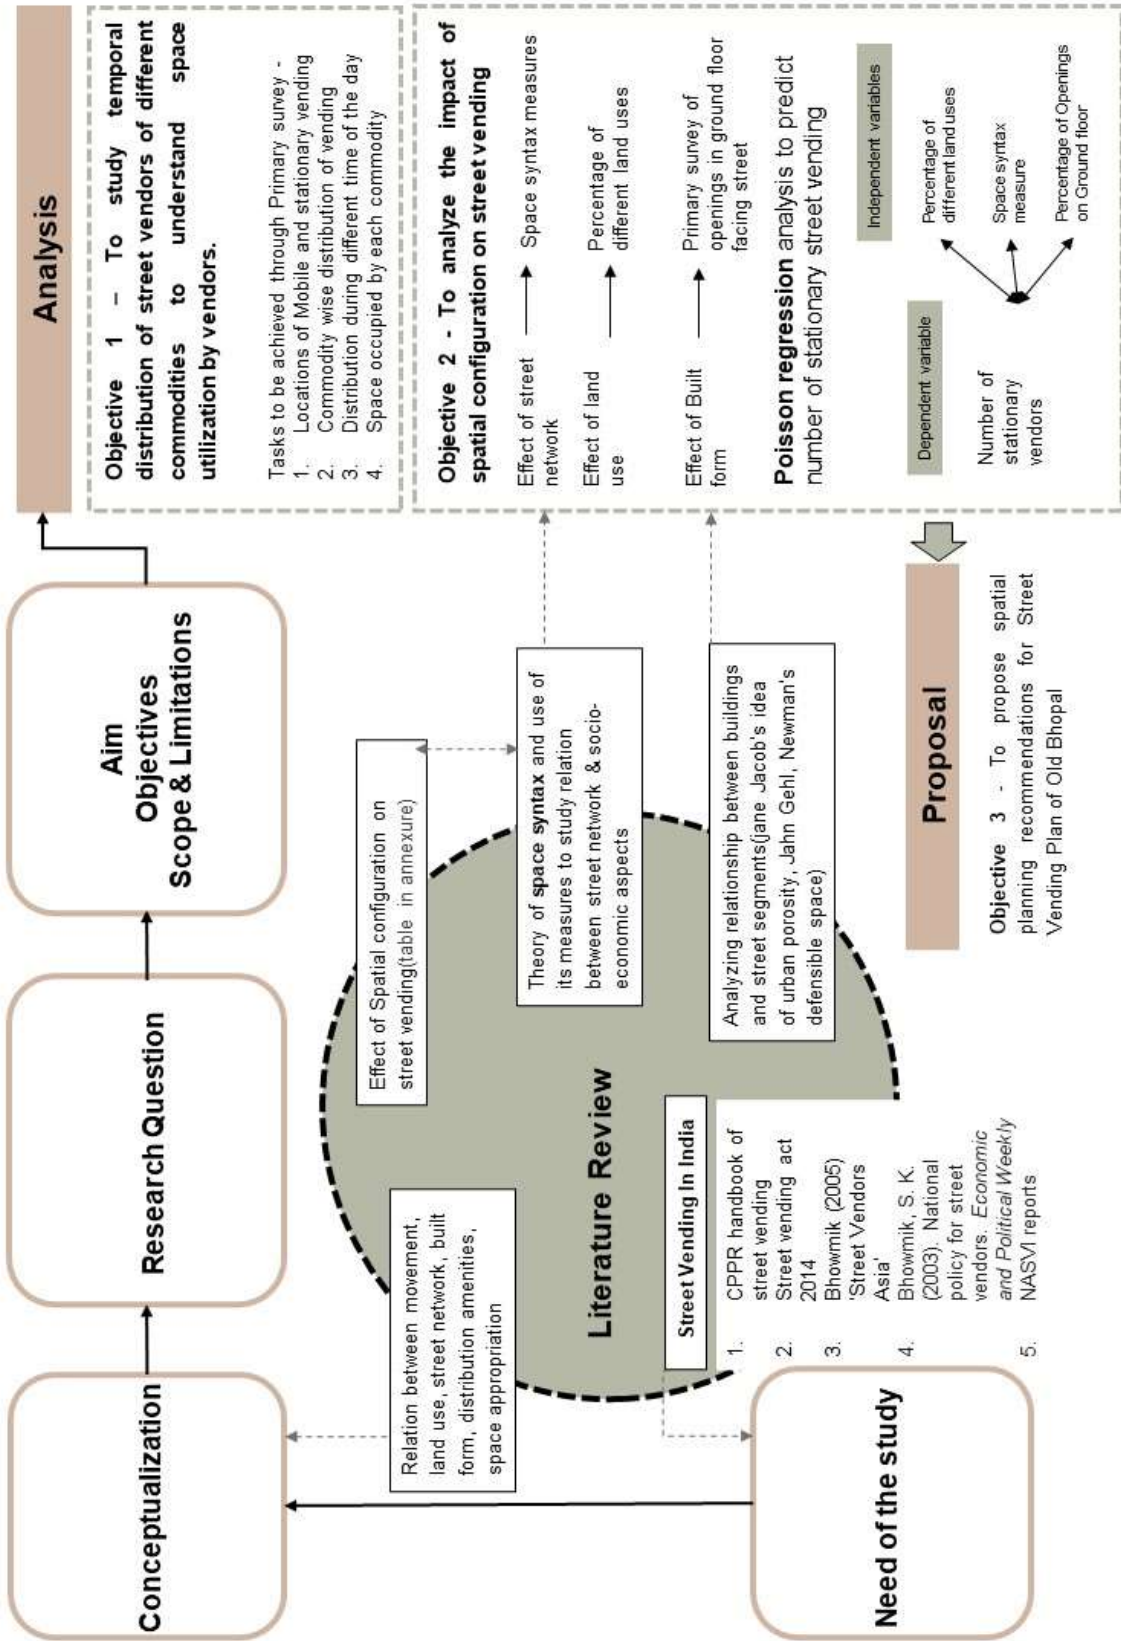 Conceptualization
Research Question
Aim
Objectives
Scope & Limitations
Analysis
Objective 1 – To study temporal
distribution of street vendors of different
commodities to understand space
utilization by vendors.
Tasks to be achieved through Primary survey -
1. Locations of Mobile and stationary vending
2. Commodity wise distribution of vending
3. Distribution during different time of the day
4. Space occupied by each commodity
Objective 2 - To analyze the impact of
spatial configuration on street vending
Effect of street
network
Space syntax measures
Effect of land
use
Percentage of
different land uses
Effect of Built
form
Primary survey of
openings in ground floor
facing street
Poisson regression analysis to predict
number of stationary street vending
Dependent variable
Independent variables
Number of
stationary
vendors
Percentage of
different land uses
Space syntax
measure
Percentage of Openings
on Ground floor
Relation between movement,
land use, street network, built
form, distribution amenities,
space appropriation
Effect of Spatial configuration on
street vending(table in annexure)
Theory of space syntax and use of
its measures to study relation
between street network & socio-
economic aspects
Literature Review
Analyzing relationship between buildings
and street segments(jane Jacob's idea
of urban porosity, Jahn Gehl, Newman's
defensible space)
Street Vending In India
1. CPPR handbook of
street vending
2. Street vending act
2014
3. Bhowmik (2005)
'Street Vendors
Asia'
4. Bhowmik, S. K.
(2003). National
policy for street
vendors. Economic
and Political Weekly
5. NASVI reports
Need of the study
Proposal
Objective 3 - To propose spatial
planning recommendations for Street
Vending Plan of Old Bhopal